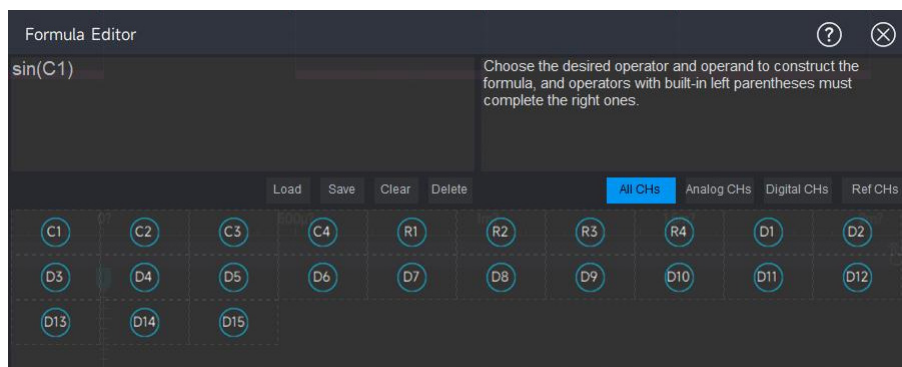 Formula Editor
sin(C1)
Choose the desired operator and operand to construct the
formula, and operators with built-in left parentheses must
complete the right ones.
Load Save Clear Delete All CHs Analog CHs Digital CHs Ref CHs
C1 C2 C3 C4 R1 R2 R3 R4 D1 D2
D3 D4 D5 D6 D7 D8 D9 D10 D11 D12
D13 D14 D15